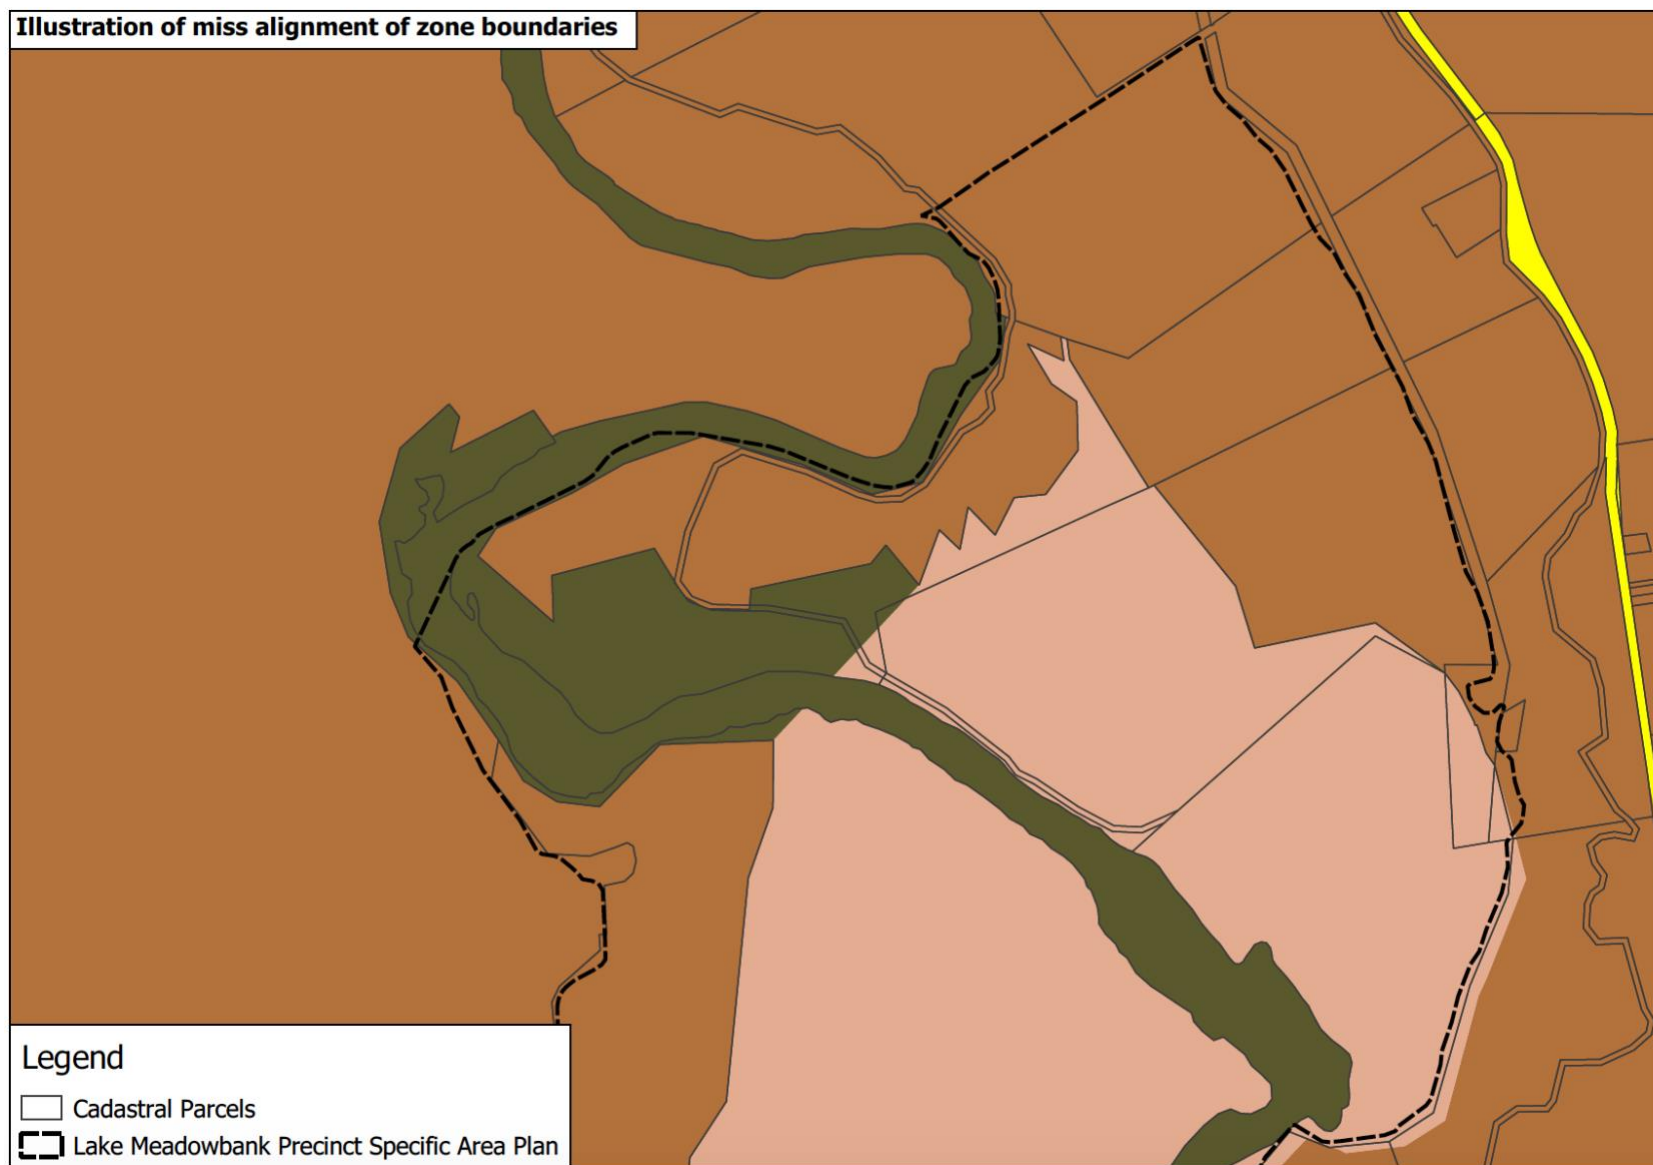 Illustration of miss alignment of zone boundaries
Legend
Cadastral Parcels
Lake Meadowbank Precinct Specific Area Plan